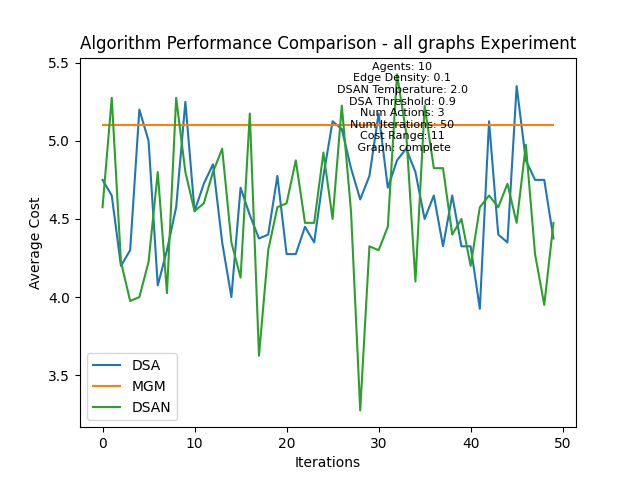 Algorithm Performance Comparison - all graphs Experiment
Agents: 10
Edge Density: 0.1
DSAN Temperature: 2.0
DSA Threshold: 0.9
Num Actions: 3
Num Iterations: 50
Cost Range: 11
Graph: complete
Average Cost
5.5
5.0
4.5
4.0
3.5
DSA
MGM
DSAN
0 10 20 30 40 50
Iterations